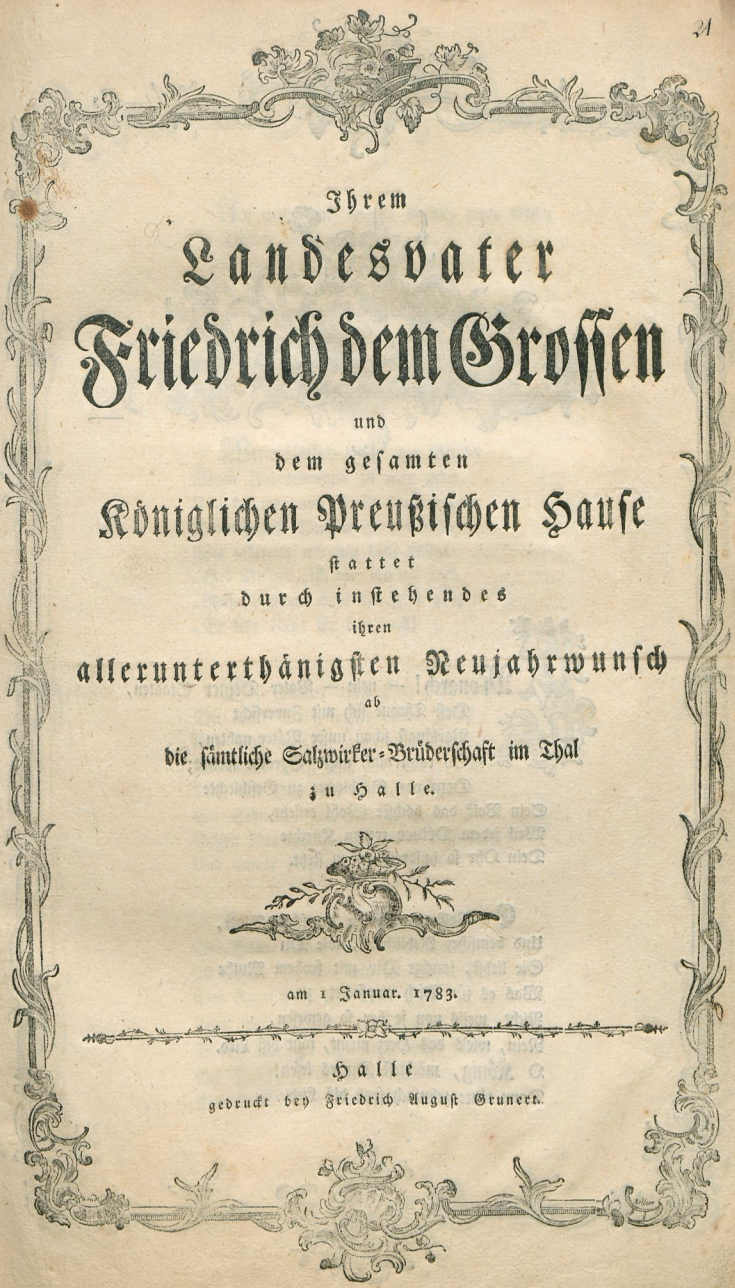 21
Ihrem
Landesvater
Friedrich dem Grossen
und
dem gesamten
Königlichen Preußischen Hause
stattet
durch instehendes
ihren
allerunterthänigsten Neujahrwunsch
ab
die sämtliche Salzwirker-Brüderschaft im Thal
zu Halle.
am 1 Januar. 1783.
Halle
gedruckt bey Friedrich August Grunert.